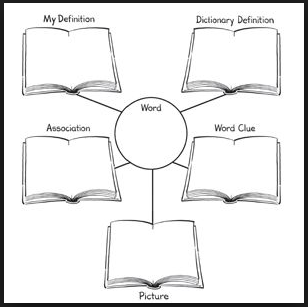 My Definition
Dictionary Definition
Word
Association
Word Clue
Picture